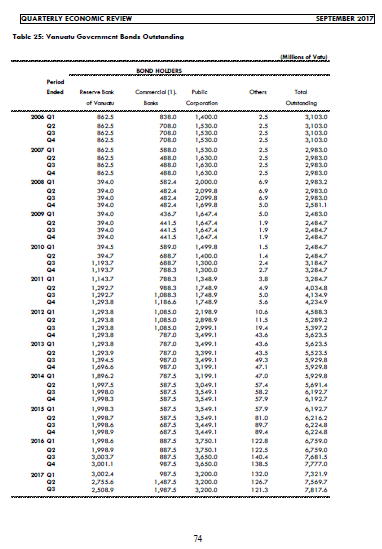 QUARTERLY ECONOMIC REVIEW SEPTEMBER 2017
Table 25: Vanuatu Government Bonds Outstanding
(Millions of Vatu)
BOND HOLDERS
Period
Ended Reserve Bank Commercial (1). Public Others Total
of Vanuatu Banks Corporation Outstanding
2006 Q1 862.5 838.0 1,400.0 2.5 3,103.0
Q2 862.5 708.0 1,530.0 2.5 3,103.0
Q3 862.5 708.0 1,530.0 2.5 3,103.0
Q4 862.5 708.0 1,530.0 2.5 3,103.0
2007 Q1 862.5 588.0 1,530.0 2.5 2,983.0
Q2 862.5 488.0 1,630.0 2.5 2,983.0
Q3 862.5 488.0 1,630.0 2.5 2,983.0
Q4 862.5 488.0 1,630.0 2.5 2,983.0
2008 Q1 394.0 582.4 2,000.0 6.9 2,983.2
Q2 394.0 482.4 2,099.8 6.9 2,983.0
Q3 394.0 482.4 2,099.8 6.9 2,983.0
Q4 394.0 482.4 1,699.8 5.0 2,581.1
2009 Q1 394.0 436.7 1,647.4 5.0 2,483.0
Q2 394.0 441.5 1,647.4 1.9 2,484.7
Q3 394.0 441.5 1,647.4 1.9 2,484.7
Q4 394.0 441.5 1,647.4 1.9 2,484.7
2010 Q1 394.5 589.0 1,499.8 1.5 2,484.7
Q2 394.7 688.7 1,400.0 1.4 2,484.7
Q3 1,193.7 688.7 1,300.0 2.4 3,184.7
Q4 1,193.7 788.3 1,300.0 2.7 3,284.7
2011 Q1 1,143.7 788.3 1,348.9 3.8 3,284.7
Q2 1,292.7 988.3 1,748.9 4.9 4,034.8
Q3 1,292.7 1,088.3 1,748.9 5.0 4,134.9
Q4 1,293.8 1,186.6 1,748.9 5.6 4,234.9
2012 Q1 1,293.8 1,085.0 2,198.9 10.6 4,588.3
Q2 1,293.8 1,085.0 2,898.9 11.5 5,289.2
Q3 1,293.8 1,085.0 2,999.1 19.4 5,397.2
Q4 1,293.8 787.0 3,499.1 43.6 5,623.5
2013 Q1 1,293.8 787.0 3,499.1 43.6 5,623.5
Q2 1,293.9 787.0 3,399.1 43.5 5,523.5
Q3 1,394.5 987.0 3,499.1 49.3 5,929.8
Q4 1,696.6 987.0 3,199.1 47.1 5,929.8
2014 Q1 1,896.2 787.5 3,199.1 47.0 5,929.8
Q2 1,997.5 587.5 3,049.1 57.4 5,691.4
Q3 1,998.0 587.5 3,549.1 58.2 6,192.7
Q4 1,998.3 587.5 3,549.1 57.9 6,192.7
2015 Q1 1,998.3 587.5 3,549.1 57.9 6,192.7
Q2 1,998.7 587.5 3,549.1 81.0 6,216.2
Q3 1,998.6 687.5 3,449.1 89.7 6,224.8
Q4 1,998.9 687.5 3,449.1 89.4 6,224.8
2016 Q1 1,998.6 887.5 3,750.1 122.8 6,759.0
Q2 1,998.9 887.5 3,750.1 122.5 6,759.0
Q3 3,003.7 887.5 3,650.0 140.4 7,681.5
Q4 3,001.1 987.5 3,650.0 138.5 7,777.0
2017 Q1 3,002.4 987.5 3,200.0 132.0 7,321.9
Q2 2,755.6 1,487.5 3,200.0 126.7 7,569.7
Q3 2,508.9 1,987.5 3,200.0 121.3 7,817.6
74